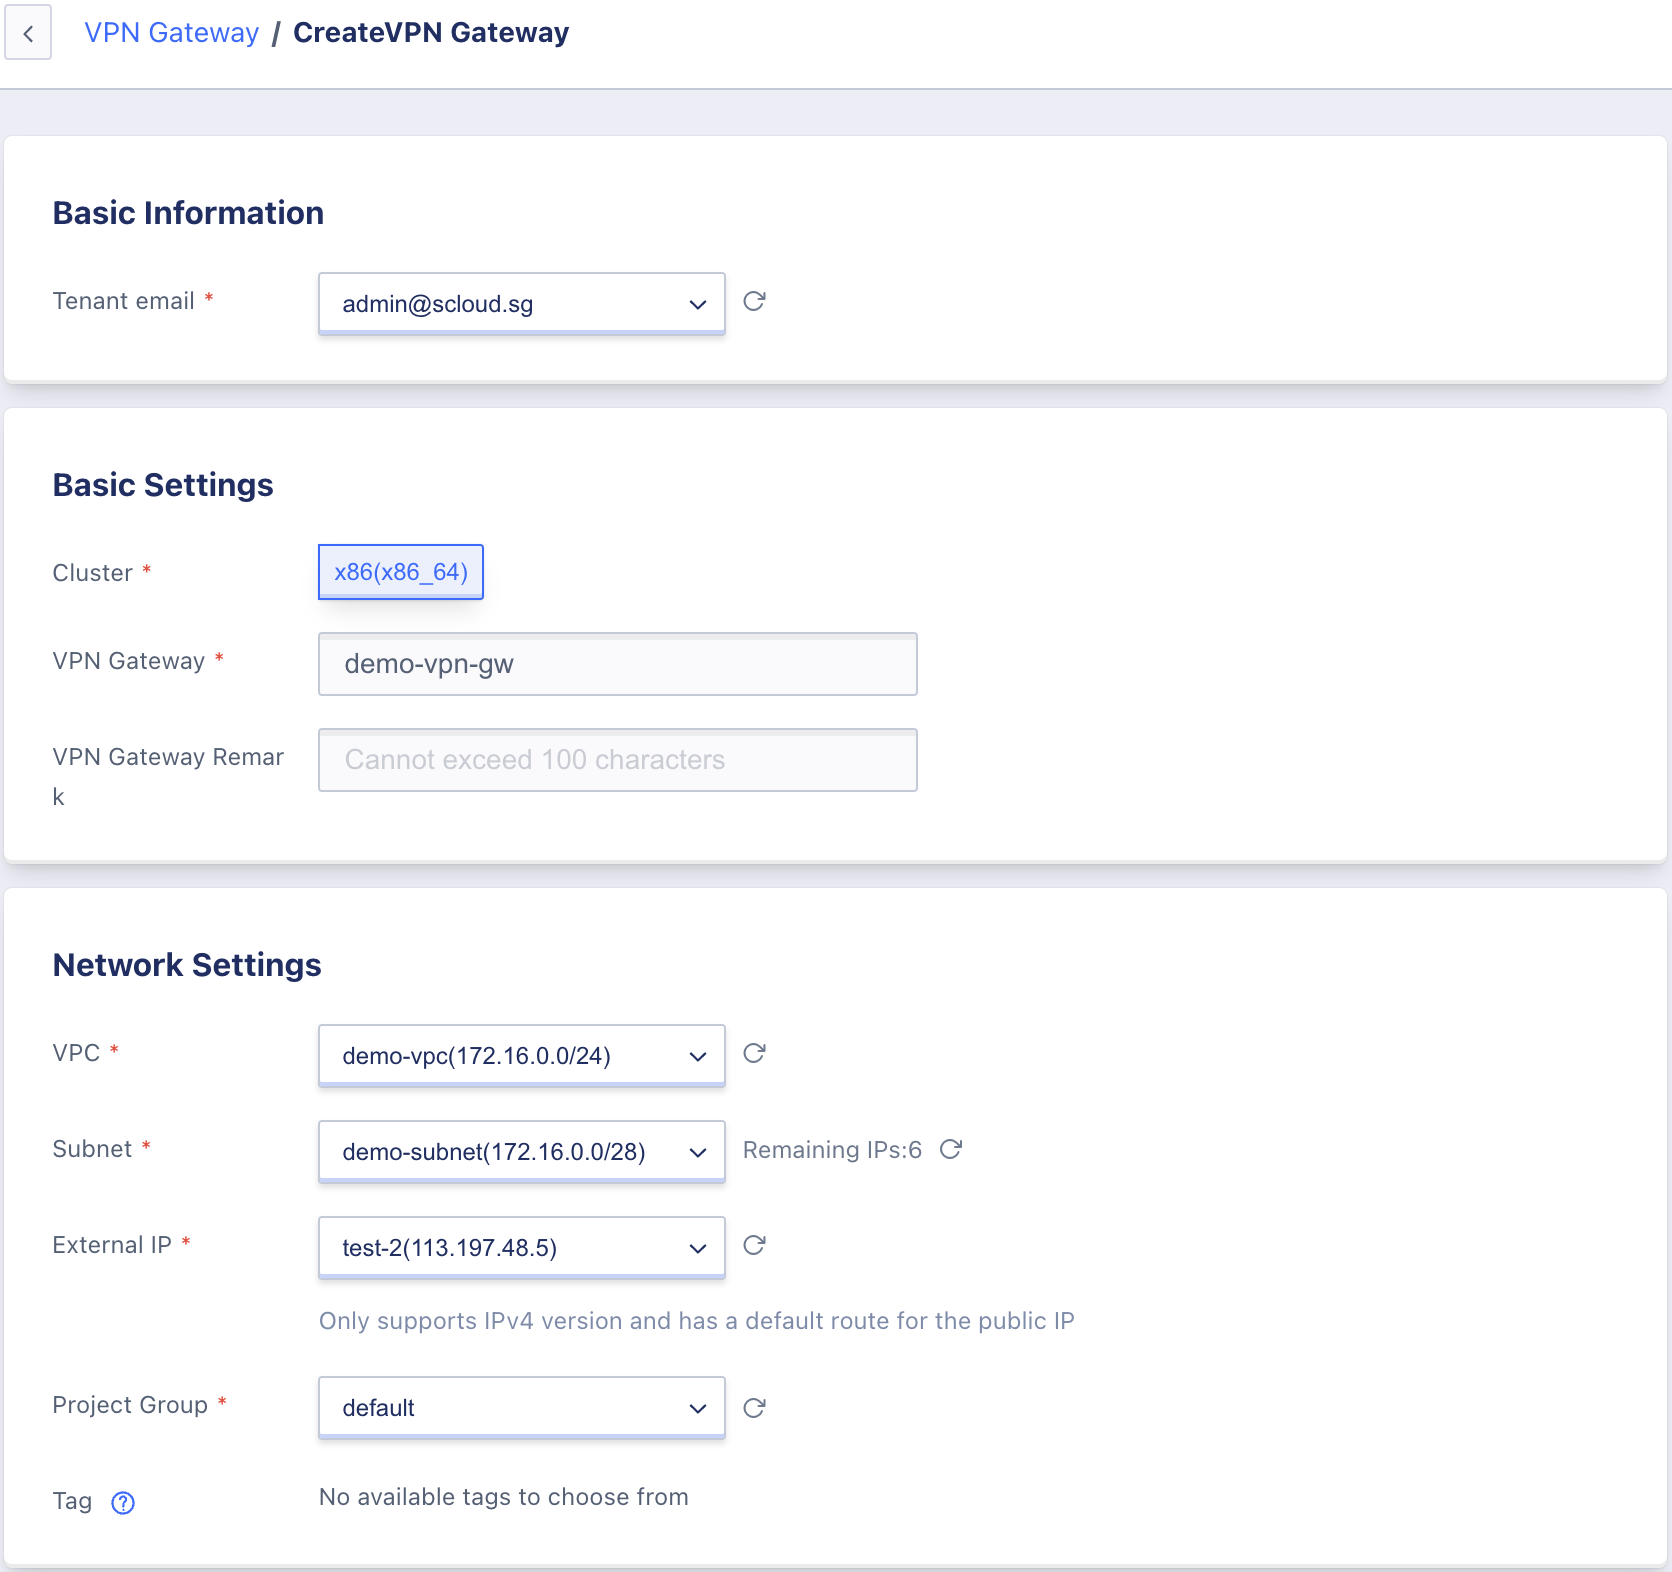 VPN Gateway / CreateVPN Gateway
Basic Information
Tenant email *
admin@scloud.sg
Basic Settings
Cluster *
x86(x86_64)
VPN Gateway *
demo-vpn-gw
VPN Gateway Remar
k
Cannot exceed 100 characters
Network Settings
VPC *
demo-vpc(172.16.0.0/24)
Subnet *
demo-subnet(172.16.0.0/28)
Remaining IPs:6
External IP *
test-2(113.197.48.5)
Only supports IPv4 version and has a default route for the public IP
Project Group *
default
Tag ?
No available tags to choose from